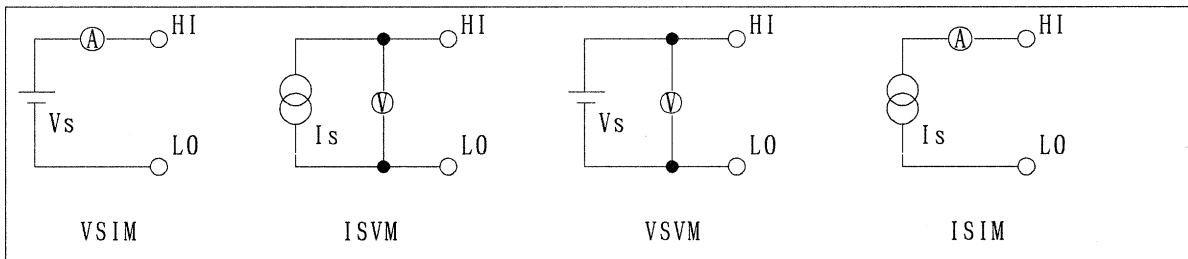 HI HI HI HI
A A
V V
Vs Is Vs Is
LO LO LO LO
VSIM ISVM VSVM ISIM